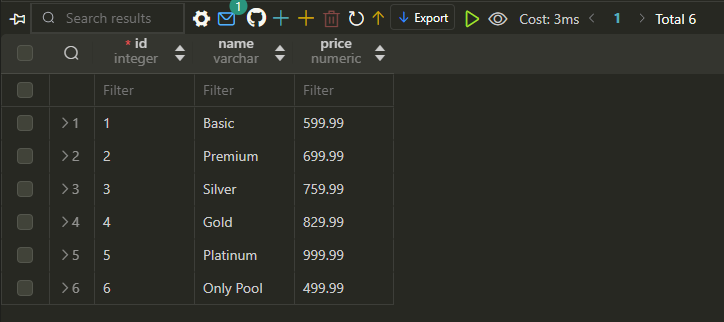 Search results 1 Export Cost: 3ms 1 Total 6
* id name price
integer varchar numeric
Filter Filter Filter
1 1 Basic 599.99
2 2 Premium 699.99
3 3 Silver 759.99
4 4 Gold 829.99
5 5 Platinum 999.99
6 6 Only Pool 499.99